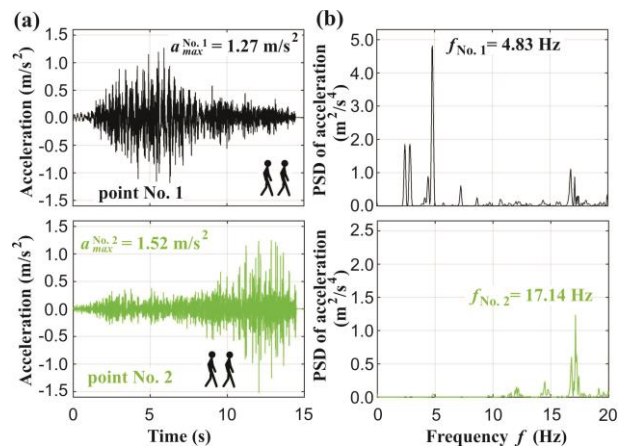 (a)
(b)
Acceleration (m/s²)
1.5
1.0
0.5
0.0
-0.5
-1.0
-1.5
a_max^No. 1 = 1.27 m/s²
point No. 1
PSD of acceleration
(m²/s⁴)
5.0
4.0
3.0
2.0
1.0
0.0
f_No. 1 = 4.83 Hz
Acceleration (m/s²)
1.5
1.0
0.5
0.0
-0.5
-1.0
-1.5
a_max^No. 2 = 1.52 m/s²
point No. 2
0 5 10 15
Time (s)
PSD of acceleration
(m²/s⁴)
2.5
2.0
1.5
1.0
0.5
0.0
f_No. 2 = 17.14 Hz
0 5 10 15 20
Frequency f (Hz)